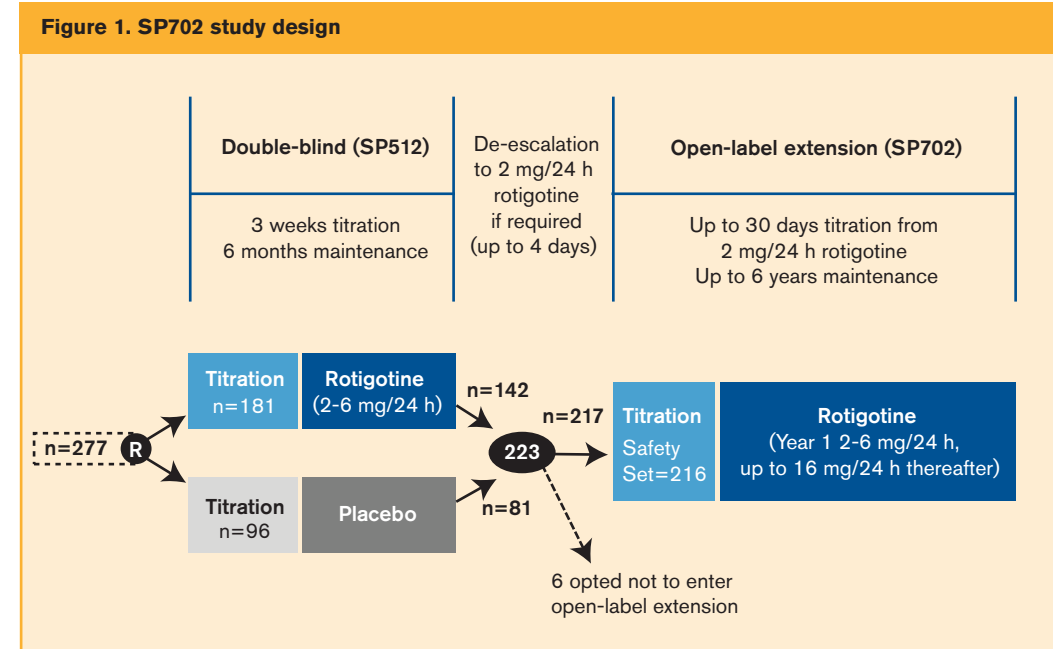 Figure 1. SP702 study design
Double-blind (SP512)
3 weeks titration
6 months maintenance
De-escalation
to 2 mg/24 h
rotigotine
if required
(up to 4 days)
Open-label extension (SP702)
Up to 30 days titration from
2 mg/24 h rotigotine
Up to 6 years maintenance
n=277
R
Titration
n=181
Rotigotine
(2-6 mg/24 h)
n=142
Titration
n=96
Placebo
n=81
223
n=217
6 opted not to enter
open-label extension
Titration
Safety
Set=216
Rotigotine
(Year 1 2-6 mg/24 h,
up to 16 mg/24 h thereafter)